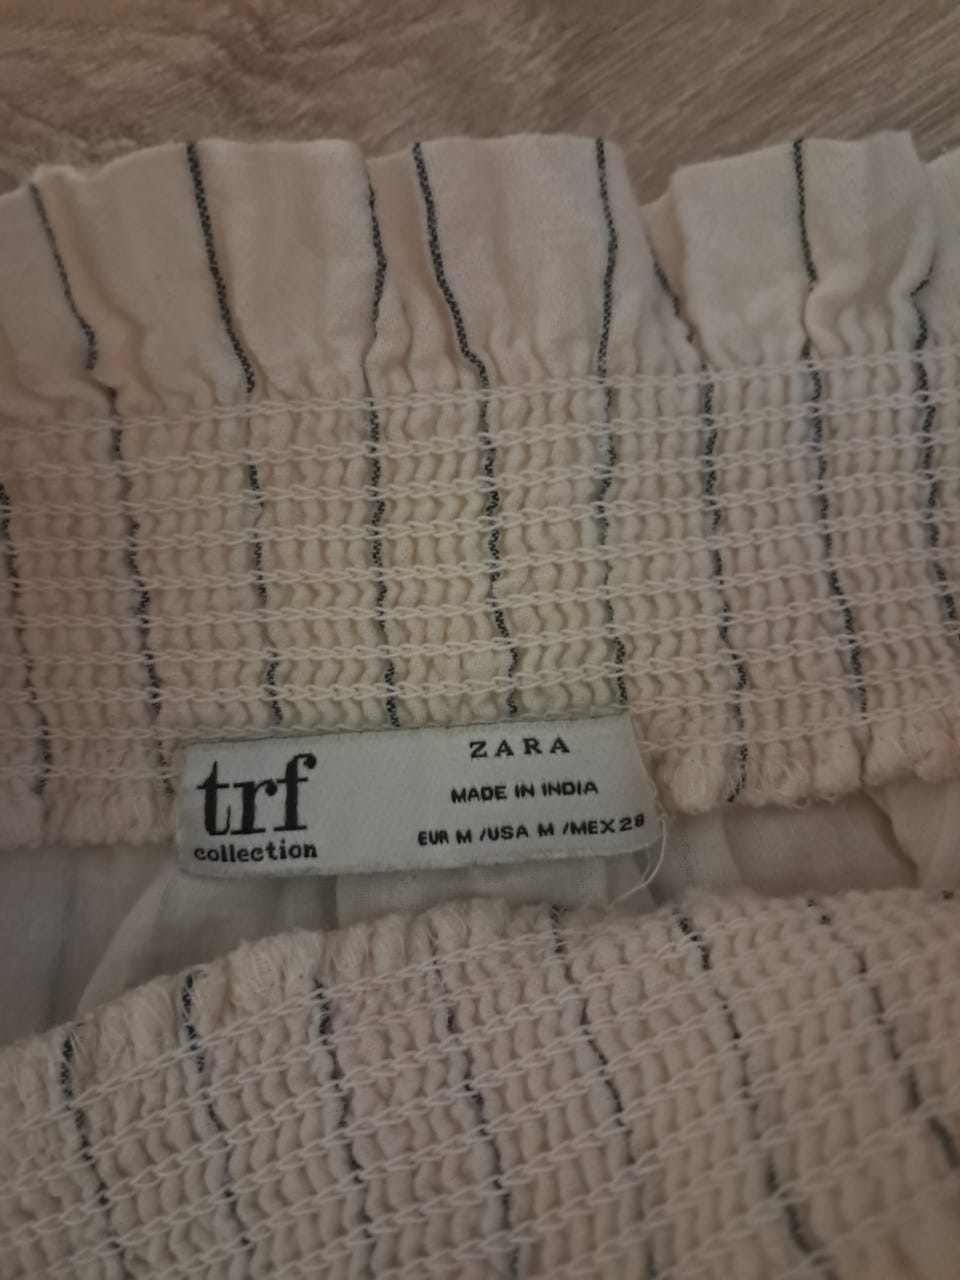 trf
collection
ZARA
MADE IN INDIA
EUR M /USA M /MEX 28